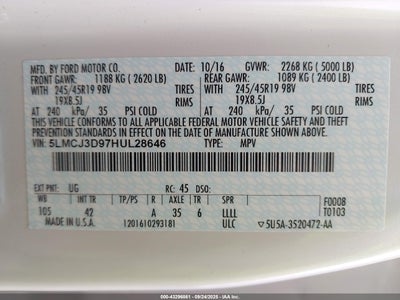 MFD. BY FORD MOTOR CO. 10/16 GVWR: 2268 KG ( 5000 LB)
FRONT GAWR: 1188 KG ( 2620 LB) REAR GAWR: 1089 KG ( 2400 LB)
WITH 245/45R19 98V TIRES WITH 245/45R19 98V TIRES
19X8.5J RIMS 19X8.5J RIMS
AT 240 kPa/ 35 PSI COLD AT 240 kPa/ 35 PSI COLD
THIS VEHICLE CONFORMS TO ALL APPLICABLE FEDERAL MOTOR VEHICLE
SAFETY AND THEFT PREVENTION STANDARDS IN EFFECT ON THE DATE OF MANUFACTURE SHOWN ABOVE.
VIN: 5LMCJ3D97HUL28646 TYPE: MPV
EXT PNT: UG RC: 45 DSO:
WB INT TR TP/PS R AXLE TR SPR F0008
105 42 A 35 6 LLLL T0103
MADE IN U.S.A. ULC 5U5A-3520472-AA
1201610293181
000-43296881 - 09/24/2025 - IAA, Inc.